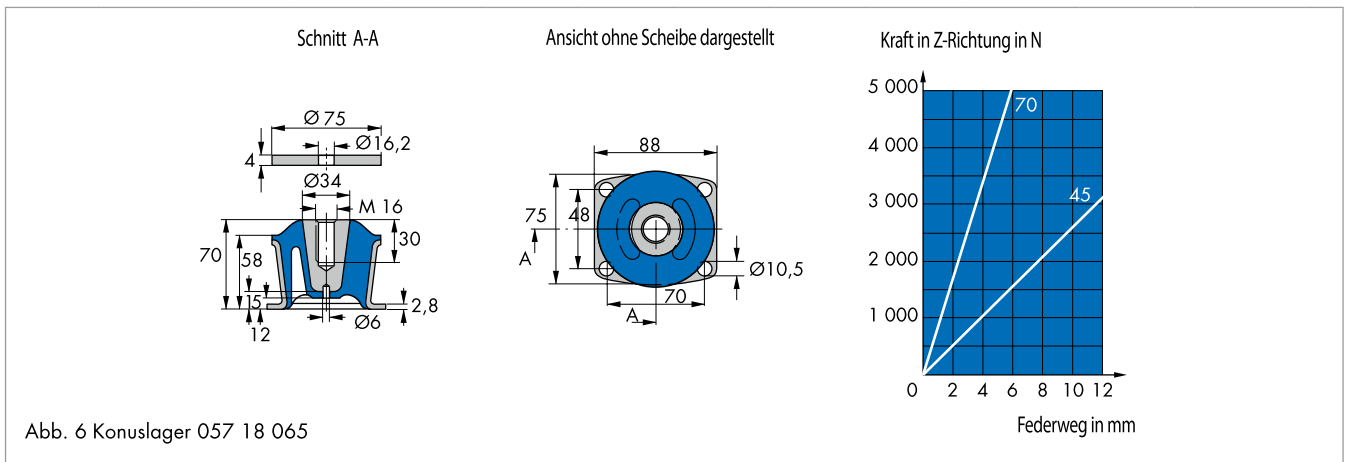 Schnitt A-A
Ø 75
Ø16,2
4
Ø34
M 16
70
58
30
15
12
2,8
Ø6
Ansicht ohne Scheibe dargestellt
88
75
48
A
Ø10,5
70
A
Kraft in Z-Richtung in N
5 000
70
4 000
3 000
45
2 000
1 000
0 2 4 6 8 10 12
Federweg in mm
Abb. 6 Konuslager 057 18 065